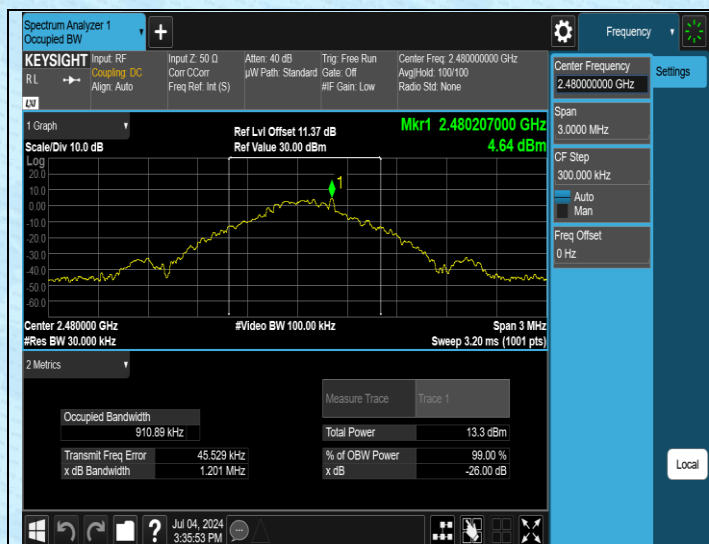 Spectrum Analyzer 1
Occupied BW
+
Frequency
KEYSIGHT
RL
LXI
Input: RF
Coupling: DC
Align: Auto
Input Z: 50 Ω
Corr CCorr
Freq Ref: Int (S)
Atten: 40 dB
µW Path: Standard
Trig: Free Run
Gate: Off
#IF Gain: Low
Center Freq: 2.480000000 GHz
Avg|Hold: 100/100
Radio Std: None
Center Frequency
2.480000000 GHz
Settings
Span
3.0000 MHz
CF Step
300.000 kHz
Auto
Man
Freq Offset
0 Hz
Local
1 Graph
Scale/Div 10.0 dB
Ref Lvl Offset 11.37 dB
Ref Value 30.00 dBm
Mkr1 2.480207000 GHz
4.64 dBm
Log
20.0
10.0
0.00
-10.0
-20.0
-30.0
-40.0
-50.0
-60.0
1
Center 2.480000 GHz
#Res BW 30.000 kHz
#Video BW 100.00 kHz
Span 3 MHz
Sweep 3.20 ms (1001 pts)
2 Metrics
Measure Trace
Trace 1
Occupied Bandwidth
910.89 kHz
Total Power
13.3 dBm
Transmit Freq Error
45.529 kHz
% of OBW Power
99.00 %
x dB Bandwidth
1.201 MHz
x dB
-26.00 dB
?
Jul 04, 2024
3:35:53 PM